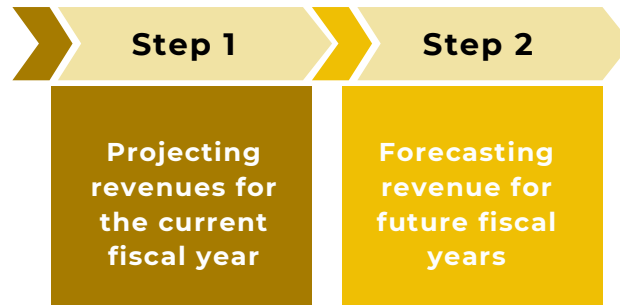 Step 1
Step 2
Projecting
revenues for
the current
fiscal year
Forecasting
revenue for
future fiscal
years